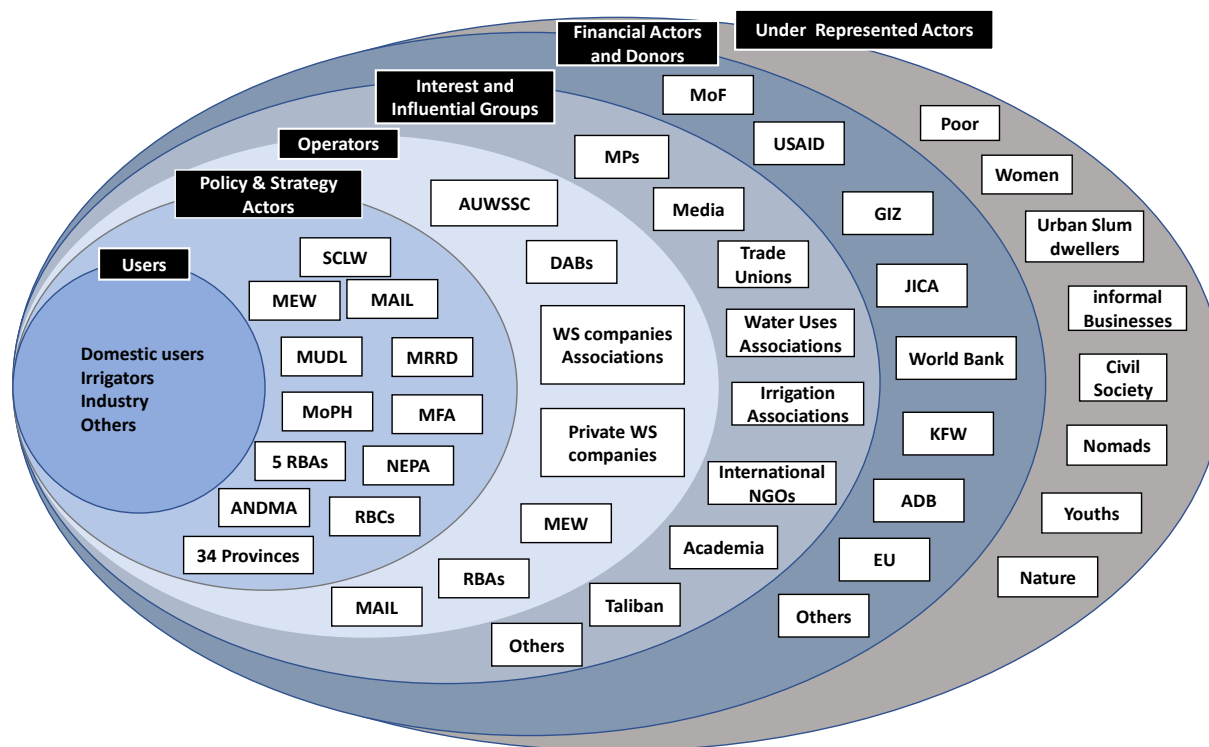 Financial Actors
and Donors
Under  Represented Actors
Interest and
Influential Groups
Operators
Policy & Strategy
Actors
Users
Domestic users
Irrigators
Industry
Others
SCLW
MEW
MAIL
MUDL
MRRD
MoPH
MFA
5 RBAs
NEPA
ANDMA
RBCs
34 Provinces
AUWSSC
DABs
WS companies
Associations
Private WS
companies
MEW
RBAs
MAIL
MPs
Media
Trade
Unions
Water Uses
Associations
Irrigation
Associations
International
NGOs
Academia
Taliban
Others
MoF
USAID
GIZ
JICA
World Bank
KFW
ADB
EU
Others
Poor
Women
Urban Slum
dwellers
informal
Businesses
Civil
Society
Nomads
Youths
Nature